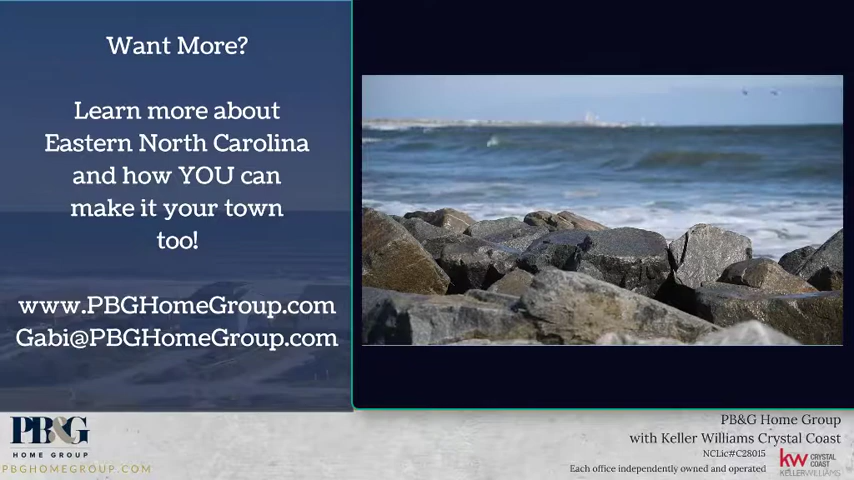 Want More?
Learn more about
Eastern North Carolina
and how YOU can
make it your town
too!
www.PBGHomeGroup.com
Gabi@PBGHomeGroup.com
PB&G
HOME GROUP
PBGHOMEGROUP.COM
PB&G Home Group
with Keller Williams Crystal Coast
NCLic#C28015
Each office independently owned and operated
kw CRYSTAL
COAST
KELLERWILLIAMS